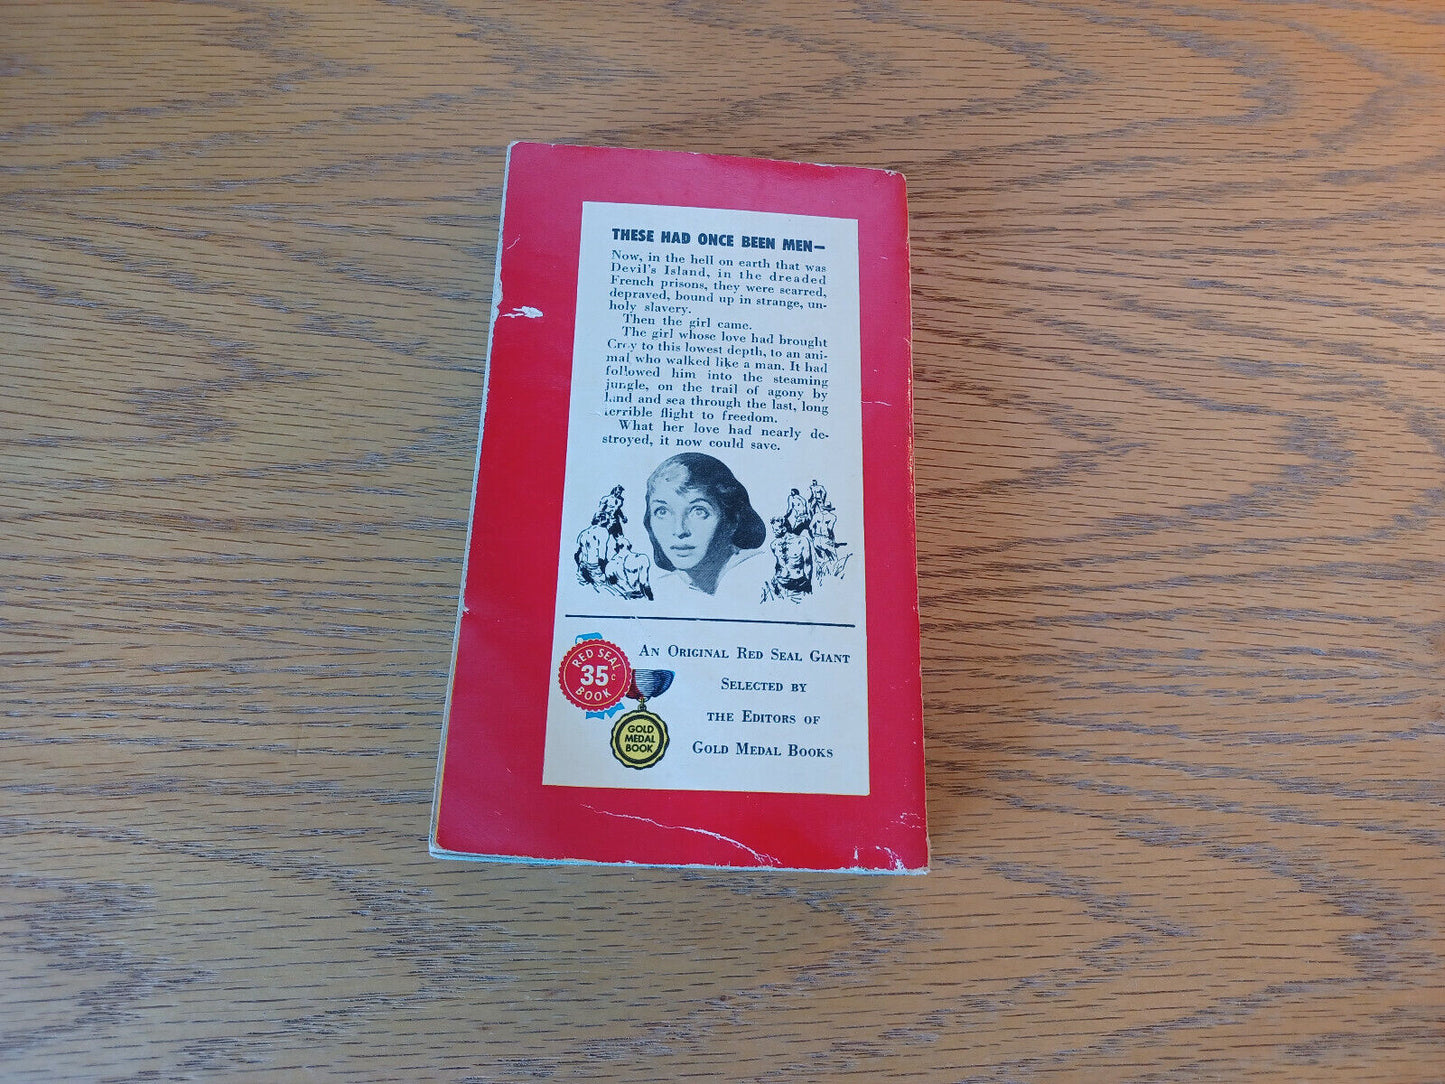 THESE HAD ONCE BEEN MEN—
Now, in the hell on earth that was
Devil's Island, in the dreaded
French prisons, they were scarred,
depraved, bound up in strange, un-
holy slavery.
Then the girl came.
The girl whose love had brought
Croy to this lowest depth, to an ani-
mal who walked like a man. It had
followed him into the steaming
jungle, on the trail of agony by
land and sea through the last, long
terrible flight to freedom.
What her love had nearly de-
stroyed, it now could save.
RED SEAL
35c
BOOK
GOLD
MEDAL
BOOK
AN ORIGINAL RED SEAL GIANT
SELECTED BY
THE EDITORS OF
GOLD MEDAL BOOKS